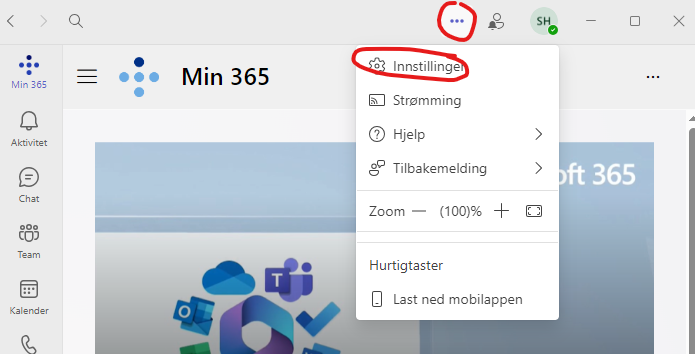 SH
Min 365
Min 365
Innstillinger
Strømming
Aktivitet
Hjelp
Tilbakemelding
oft 365
Chat
Zoom — (100)% +
Team
Hurtigtaster
Kalender
Last ned mobilappen